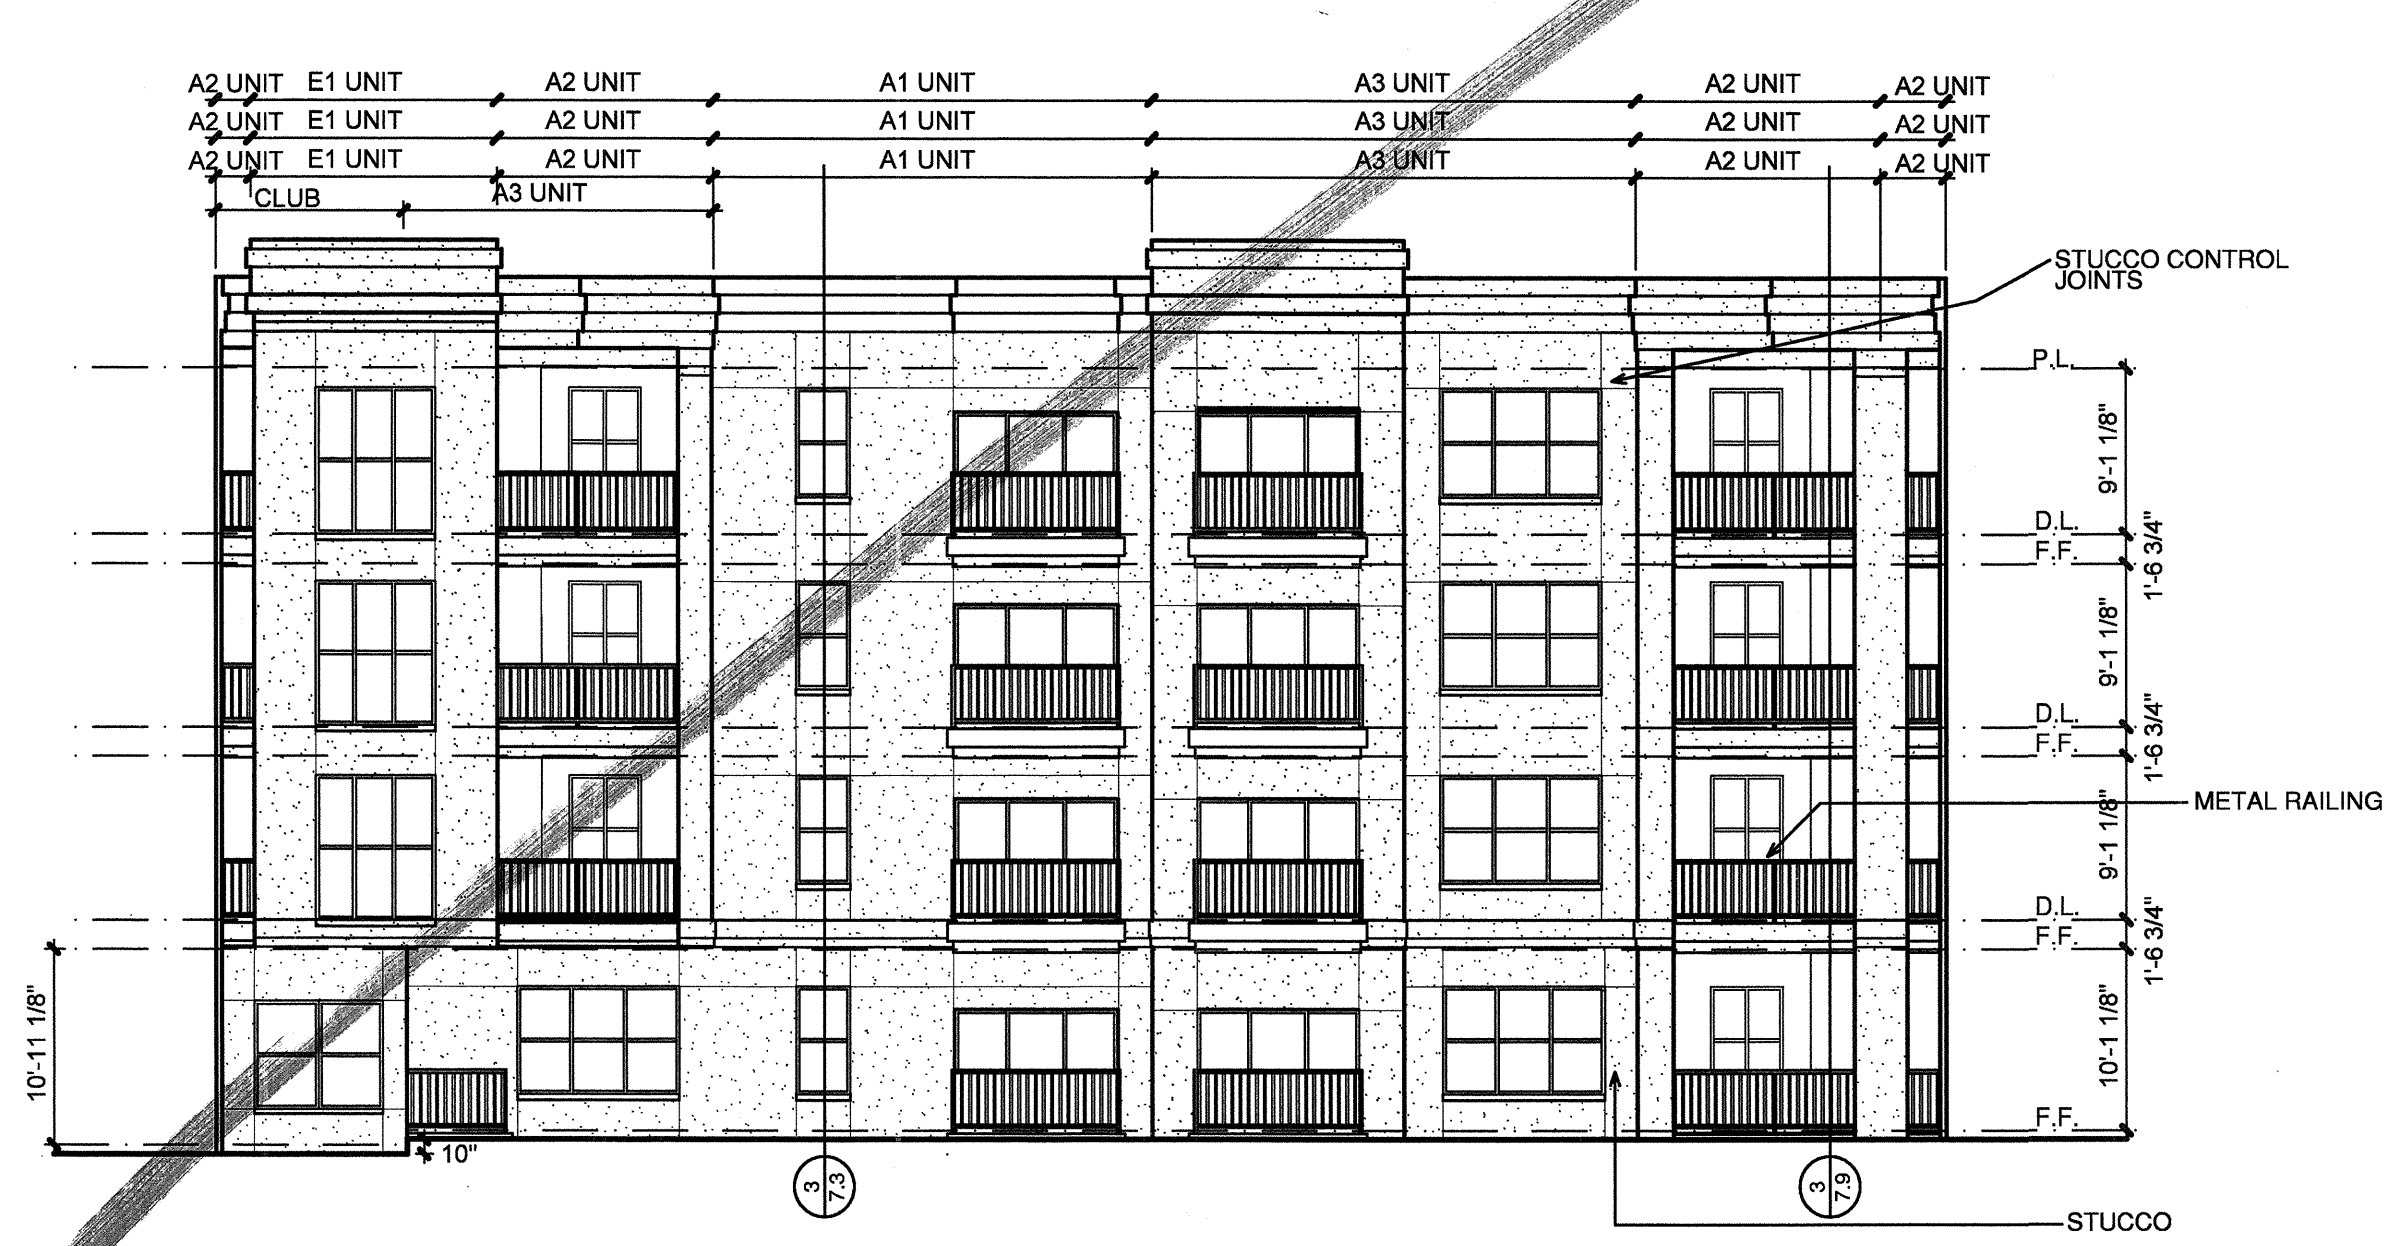 A2 UNIT E1 UNIT A2 UNIT A1 UNIT A3 UNIT A2 UNIT A2 UNIT
A2 UNIT E1 UNIT A2 UNIT A1 UNIT A3 UNIT A2 UNIT A2 UNIT
A2 UNIT E1 UNIT A2 UNIT A1 UNIT A3 UNIT A2 UNIT A2 UNIT
CLUB A3 UNIT
STUCCO CONTROL
JOINTS
P.L.
9'-1 1/8"
D.L.
1'-6 3/4"
F.F.
9'-1 1/8"
D.L.
1'-6 3/4"
F.F.
METAL RAILING
9'-1 1/8"
D.L.
1'-6 3/4"
F.F.
10'-11 1/8"
10'-1 1/8"
F.F.
10"
3
7.3
3
7.9
STUCCO